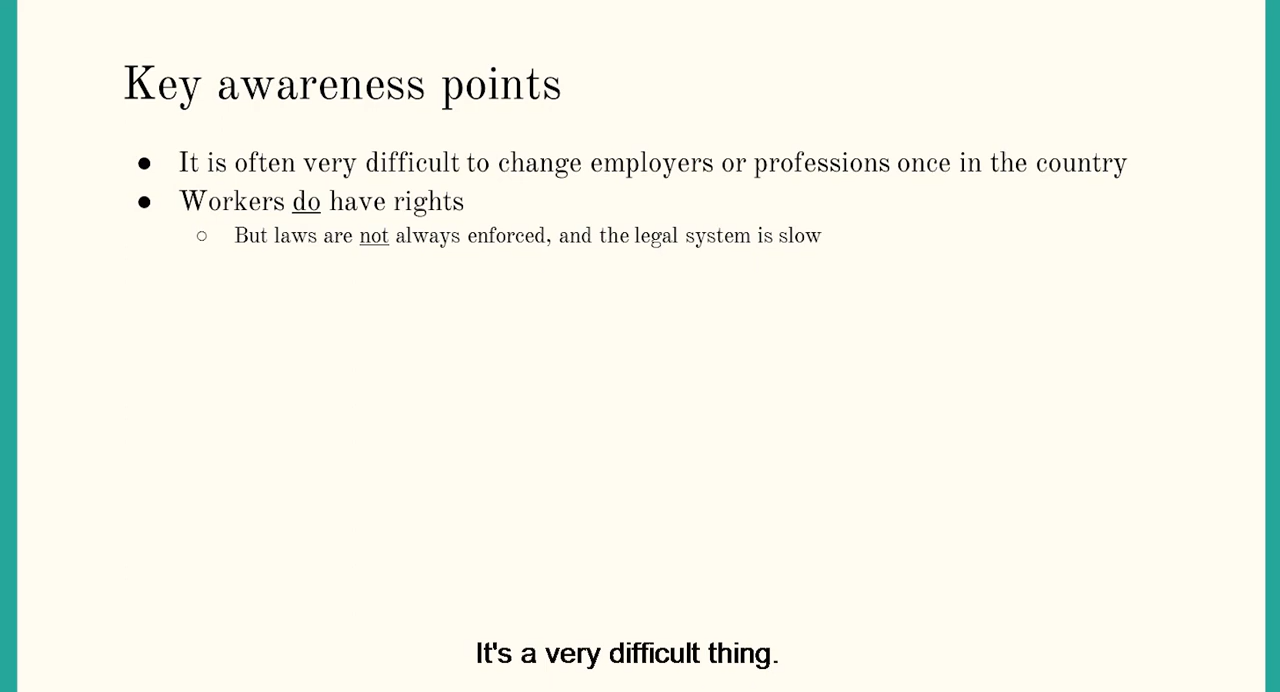 Key awareness points
● It is often very difficult to change employers or professions once in the country
● Workers do have rights
○ But laws are not always enforced, and the legal system is slow
It's a very difficult thing.